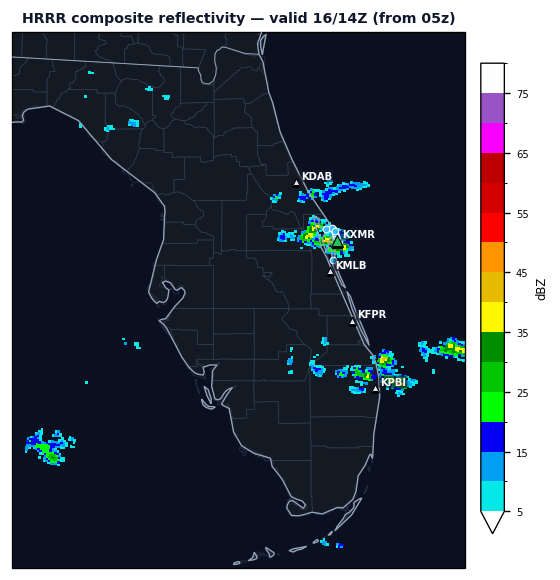 HRRR composite reflectivity — valid 16/14Z (from 05z)
75
KDAB
65
KXMR
55
KMLB
45
dBZ
KFPR
35
KPBI
25
15
5